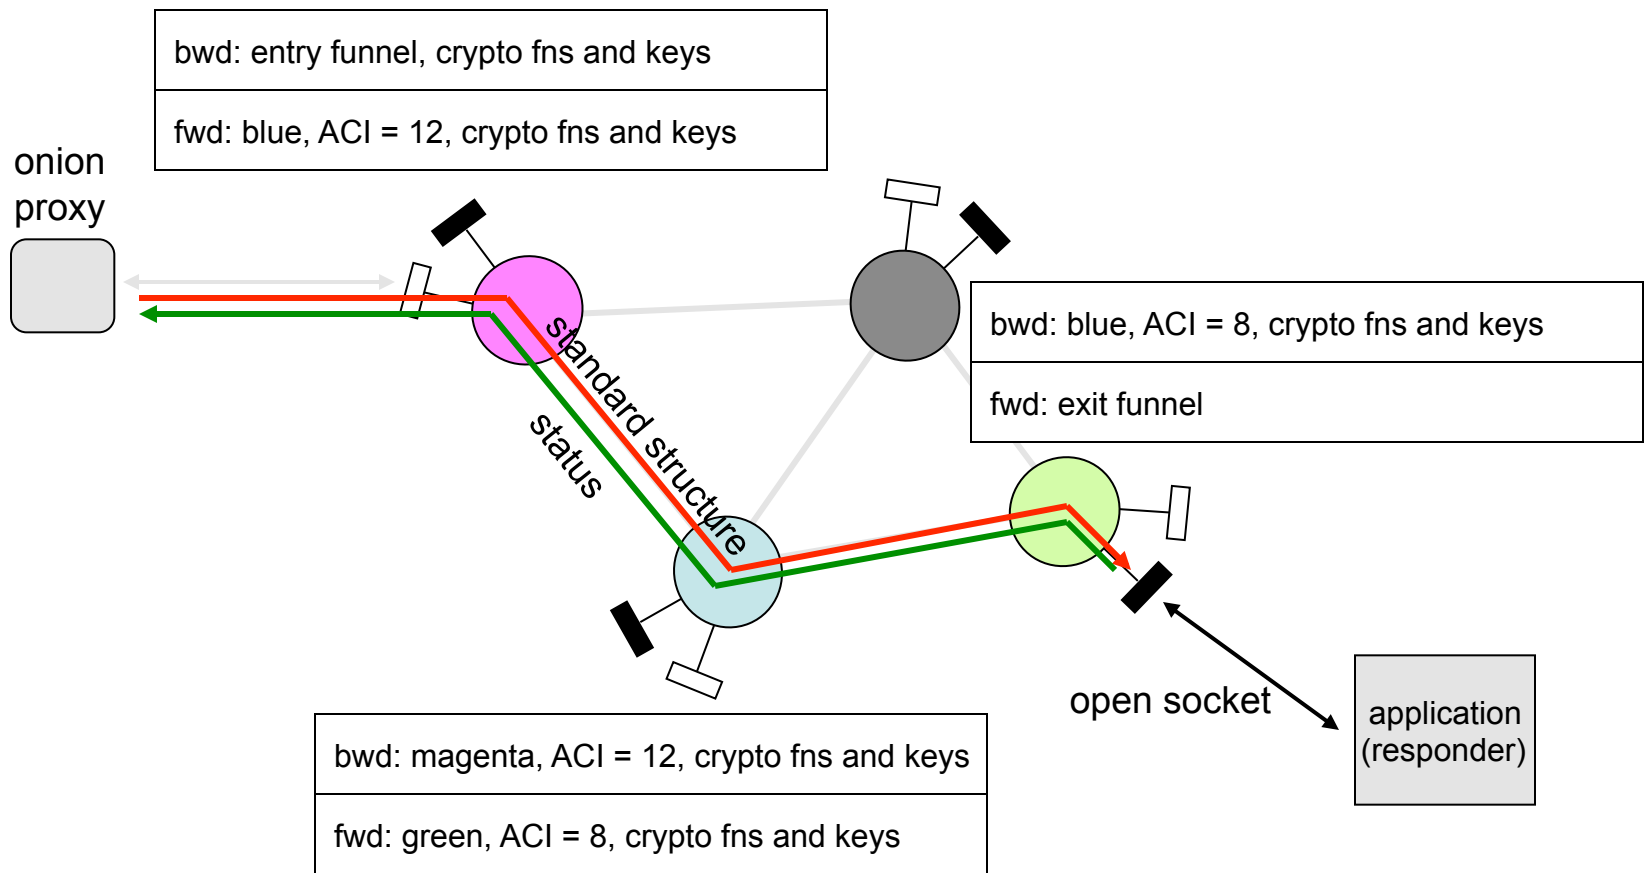 bwd: entry funnel, crypto fns and keys
fwd: blue, ACI = 12, crypto fns and keys
onion
proxy
bwd: blue, ACI = 8, crypto fns and keys
fwd: exit funnel
standard structure
status
open socket
application
(responder)
bwd: magenta, ACI = 12, crypto fns and keys
fwd: green, ACI = 8, crypto fns and keys